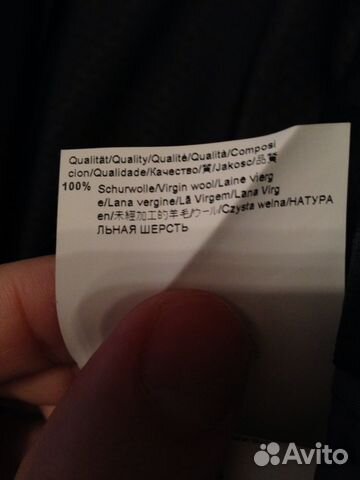 Qualität/Quality/Qualité/Qualità/Composi
cion/Qualidade/Качество/質/Jakosc/品質
100% Schurwolle/Virgin wool/Laine vierg
e/Lana vergine/Lã Virgem/Lana Virg
en/未經加工的羊毛/ウール/Czysta welna/НАТУРА
ЛЬНАЯ ШЕРСТЬ
Avito